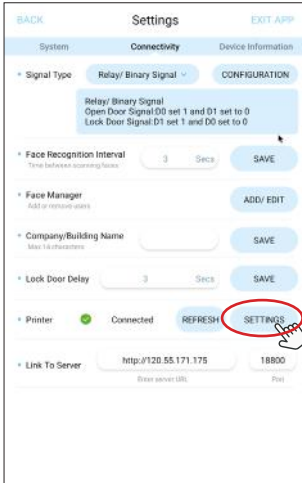 BACK Settings EXIT APP
System Connectivity Device Information
Signal Type Relay/ Binary Signal CONFIGURATION
Relay/ Binary Signal
Open Door Signal:D0 set 1 and D1 set to 0
Lock Door Signal:D1 set 1 and D0 set to 0
Face Recognition Interval 3 Secs SAVE
Time between scanning faces
Face Manager ADD/ EDIT
Add or remove users
Company/Building Name SAVE
Max 14 characters
Lock Door Delay 3 Secs SAVE
Printer Connected REFRESH SETTINGS
Link To Server http://120.55.171.175 18800
Enter server URL Port